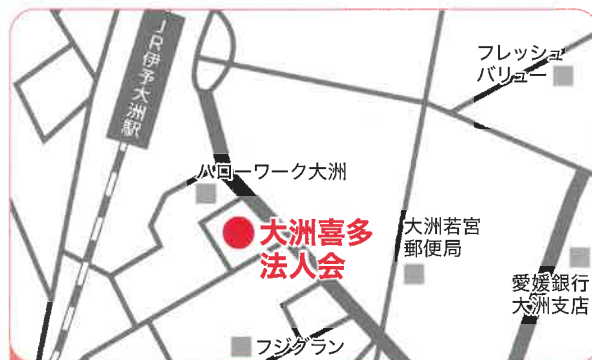 JR伊予大洲駅
フレッシュ
バリュー
ハローワーク大洲
大洲喜多
法人会
大洲若宮
郵便局
愛媛銀行
大洲支店
フジグラン